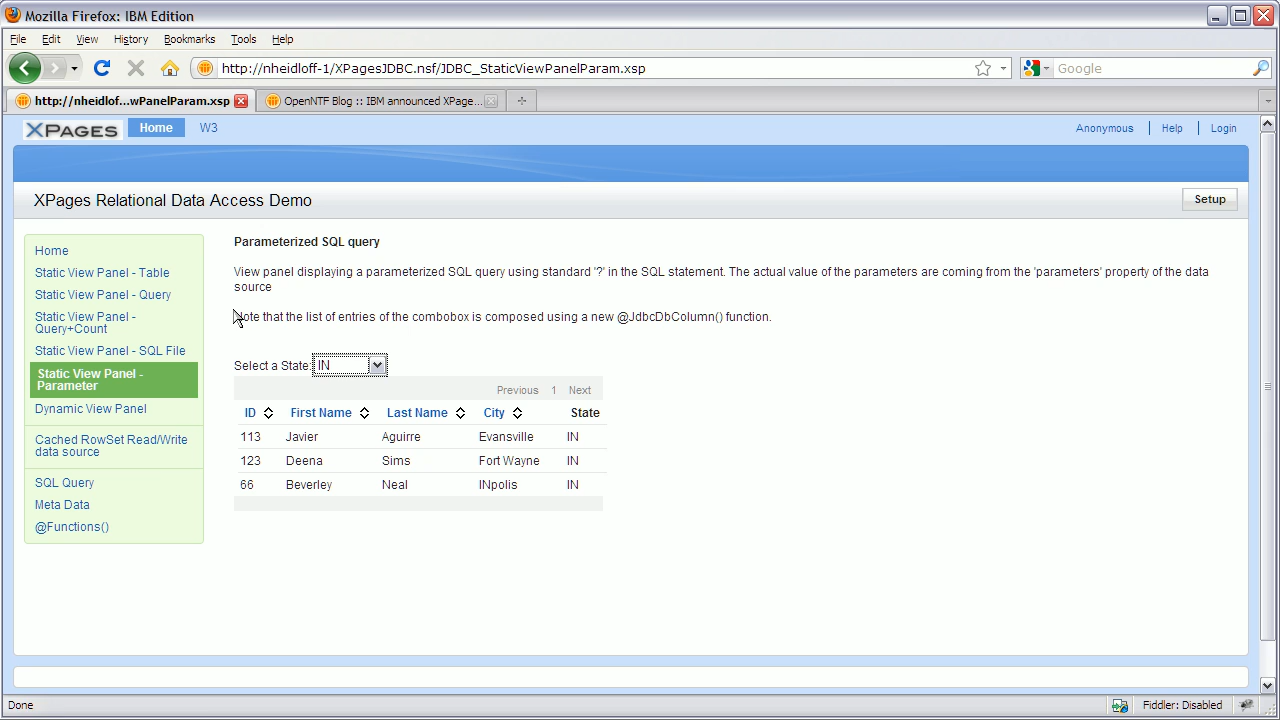 Mozilla Firefox: IBM Edition
File Edit View History Bookmarks Tools Help
http://nheidloff-1/XPagesJDBC.nsf/JDBC_StaticViewPanelParam.xsp
Google
http://nheidlof...wPanelParam.xsp
OpenNTF Blog :: IBM announced XPage...
XPAGES Home W3 Anonymous Help Login
XPages Relational Data Access Demo
Setup
Home
Static View Panel - Table
Static View Panel - Query
Static View Panel -
Query+Count
Static View Panel - SQL File
Static View Panel -
Parameter
Dynamic View Panel
Cached RowSet Read/Write
data source
SQL Query
Meta Data
@Functions()
Parameterized SQL query
View panel displaying a parameterized SQL query using standard '?' in the SQL statement. The actual value of the parameters are coming from the 'parameters' property of the data
source
Note that the list of entries of the combobox is composed using a new @JdbcDbColumn() function.
Select a State: IN
Previous 1 Next
ID First Name Last Name City State
113 Javier Aguirre Evansville IN
123 Deena Sims Fort Wayne IN
66 Beverley Neal INpolis IN
Done
Fiddler: Disabled